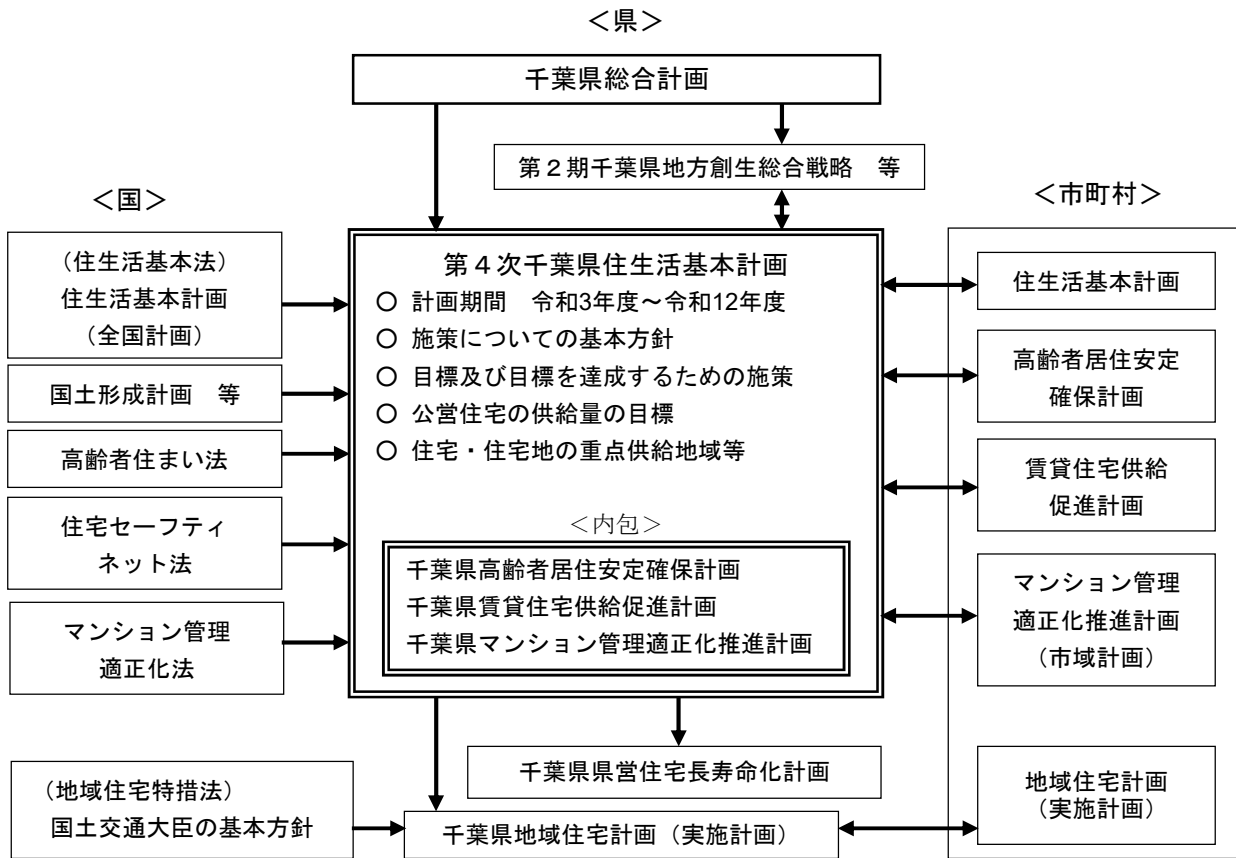 ＜県＞
千葉県総合計画
第２期千葉県地方創生総合戦略　等
＜国＞
（住生活基本法）
住生活基本計画
（全国計画）
国土形成計画　等
高齢者住まい法
住宅セーフティ
ネット法
マンション管理
適正化法
（地域住宅特措法）
国土交通大臣の基本方針
第４次千葉県住生活基本計画
○ 計画期間　令和3年度～令和12年度
○ 施策についての基本方針
○ 目標及び目標を達成するための施策
○ 公営住宅の供給量の目標
○ 住宅・住宅地の重点供給地域等
＜内包＞
千葉県高齢者居住安定確保計画
千葉県賃貸住宅供給促進計画
千葉県マンション管理適正化推進計画
千葉県県営住宅長寿命化計画
千葉県地域住宅計画（実施計画）
＜市町村＞
住生活基本計画
高齢者居住安定
確保計画
賃貸住宅供給
促進計画
マンション管理
適正化推進計画
（市域計画）
地域住宅計画
（実施計画）